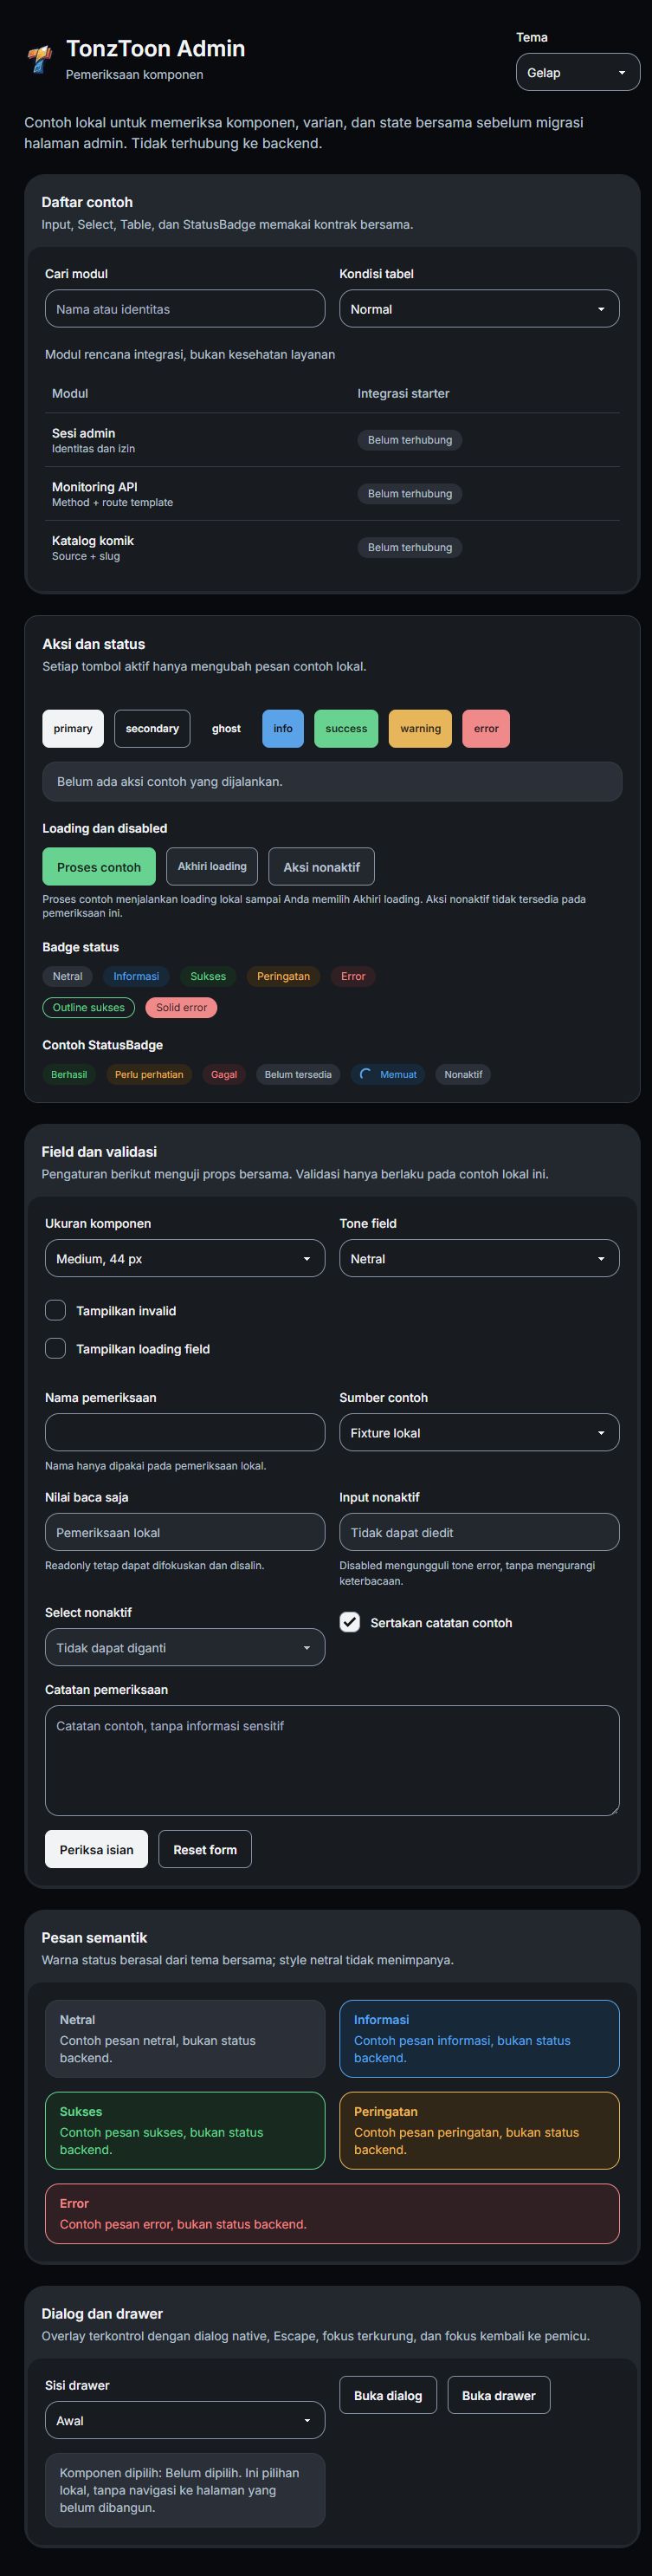 TonzToon Admin
Pemeriksaan komponen
Tema
Gelap
Contoh lokal untuk memeriksa komponen, varian, dan state bersama sebelum migrasi
halaman admin. Tidak terhubung ke backend.
Daftar contoh
Input, Select, Table, dan StatusBadge memakai kontrak bersama.
Cari modul
Kondisi tabel
Nama atau identitas
Normal
Modul rencana integrasi, bukan kesehatan layanan
Modul
Integrasi starter
Sesi admin
Identitas dan izin
Belum terhubung
Monitoring API
Method + route template
Belum terhubung
Katalog komik
Source + slug
Belum terhubung
Aksi dan status
Setiap tombol aktif hanya mengubah pesan contoh lokal.
primary
secondary
ghost
info
success
warning
error
Belum ada aksi contoh yang dijalankan.
Loading dan disabled
Proses contoh
Akhiri loading
Aksi nonaktif
Proses contoh menjalankan loading lokal sampai Anda memilih Akhiri loading. Aksi nonaktif tidak tersedia pada
pemeriksaan ini.
Badge status
Netral
Informasi
Sukses
Peringatan
Error
Outline sukses
Solid error
Contoh StatusBadge
Berhasil
Perlu perhatian
Gagal
Belum tersedia
Memuat
Nonaktif
Field dan validasi
Pengaturan berikut menguji props bersama. Validasi hanya berlaku pada contoh lokal ini.
Ukuran komponen
Tone field
Medium, 44 px
Netral
Tampilkan invalid
Tampilkan loading field
Nama pemeriksaan
Sumber contoh
Fixture lokal
Nama hanya dipakai pada pemeriksaan lokal.
Nilai baca saja
Input nonaktif
Pemeriksaan lokal
Tidak dapat diedit
Readonly tetap dapat difokuskan dan disalin.
Disabled mengungguli tone error, tanpa mengurangi
keterbacaan.
Select nonaktif
Sertakan catatan contoh
Tidak dapat diganti
Catatan pemeriksaan
Catatan contoh, tanpa informasi sensitif
Periksa isian
Reset form
Pesan semantik
Warna status berasal dari tema bersama; style netral tidak menimpanya.
Netral
Contoh pesan netral, bukan status
backend.
Informasi
Contoh pesan informasi, bukan status
backend.
Sukses
Contoh pesan sukses, bukan status
backend.
Peringatan
Contoh pesan peringatan, bukan status
backend.
Error
Contoh pesan error, bukan status backend.
Dialog dan drawer
Overlay terkontrol dengan dialog native, Escape, fokus terkurung, dan fokus kembali ke pemicu.
Sisi drawer
Awal
Buka dialog
Buka drawer
Komponen dipilih: Belum dipilih. Ini pilihan
lokal, tanpa navigasi ke halaman yang
belum dibangun.